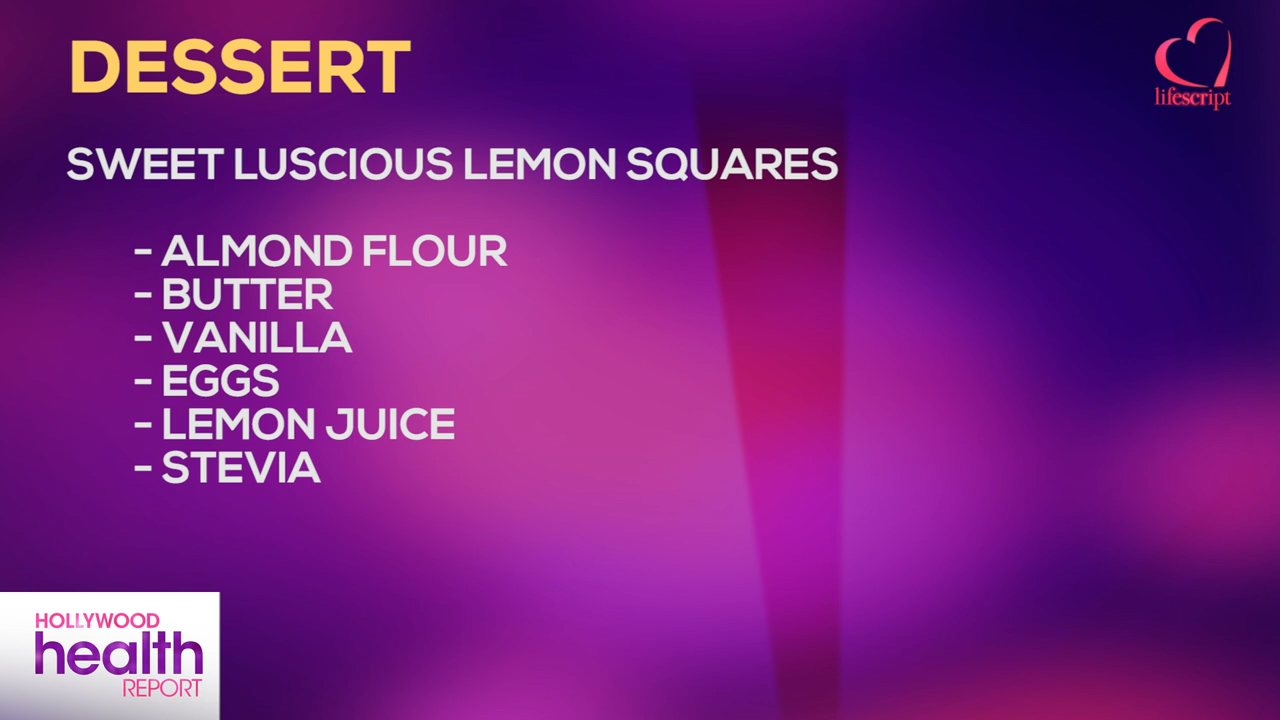 DESSERT
lifescript
SWEET LUSCIOUS LEMON SQUARES
- ALMOND FLOUR
- BUTTER
- VANILLA
- EGGS
- LEMON JUICE
- STEVIA
HOLLYWOOD
health
REPORT